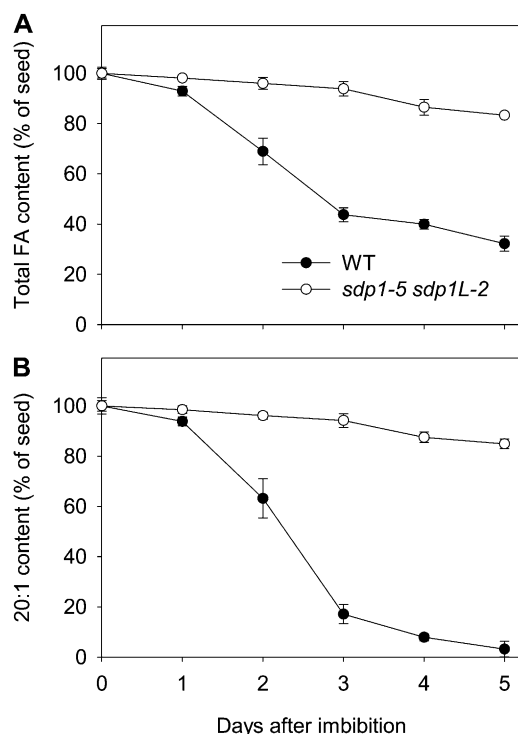 A
Total FA content (% of seed)
100
80
60
40
20
0
WT
sdp1-5 sdp1L-2
B
20:1 content (% of seed)
100
80
60
40
20
0
0 1 2 3 4 5
Days after imbibition